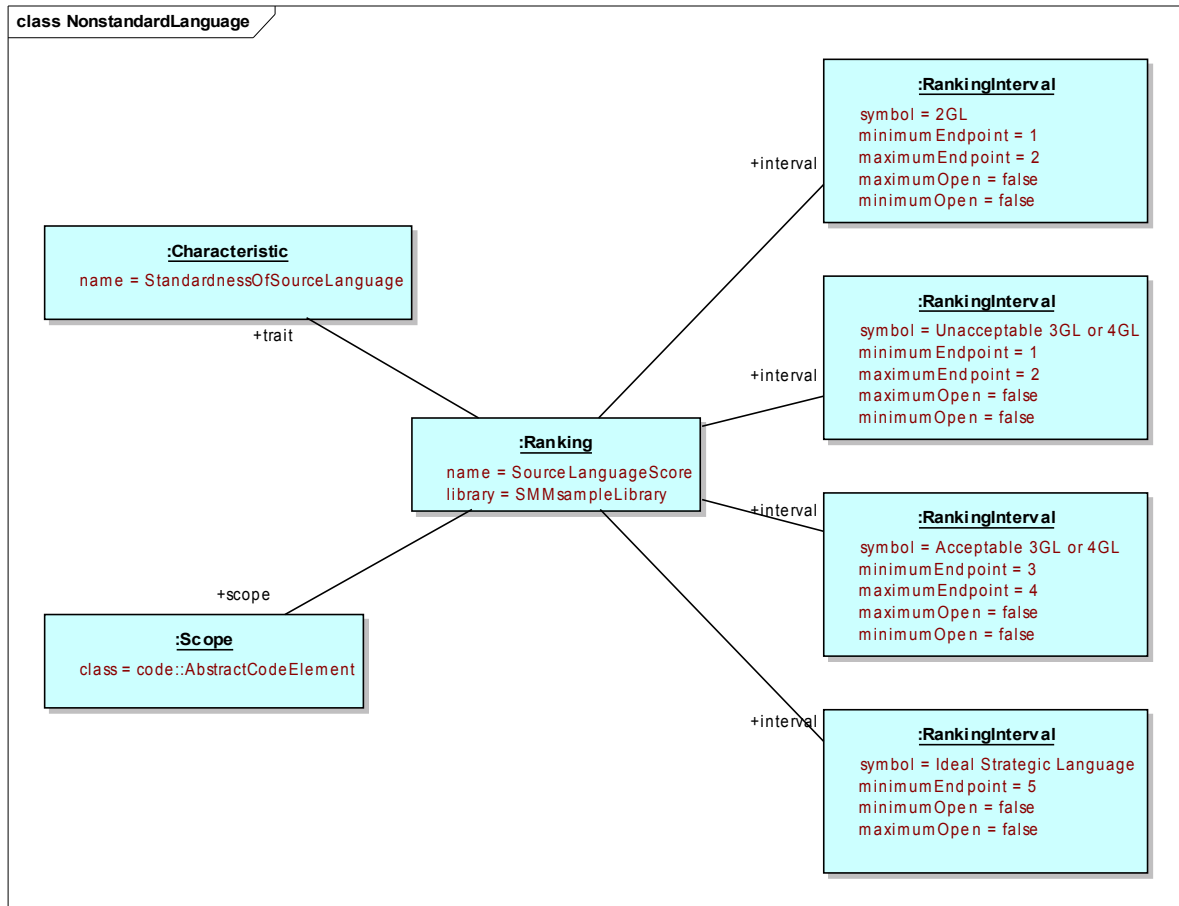 class NonstandardLanguage
:RankingInterval
symbol = 2GL
minimumEndpoint = 1
maximumEndpoint = 2
maximumOpen = false
minimumOpen = false
+interval
:Characteristic
name = StandardnessOfSourceLanguage
+trait
:RankingInterval
symbol = Unacceptable 3GL or 4GL
minimumEndpoint = 1
maximumEndpoint = 2
maximumOpen = false
minimumOpen = false
+interval
:Ranking
name = SourceLanguageScore
library = SMMsampleLibrary
:RankingInterval
symbol = Acceptable 3GL or 4GL
minimumEndpoint = 3
maximumEndpoint = 4
maximumOpen = false
minimumOpen = false
+interval
+scope
:Scope
class = code::AbstractCodeElement
:RankingInterval
symbol = Ideal Strategic Language
minimumEndpoint = 5
minimumOpen = false
maximumOpen = false
+interval